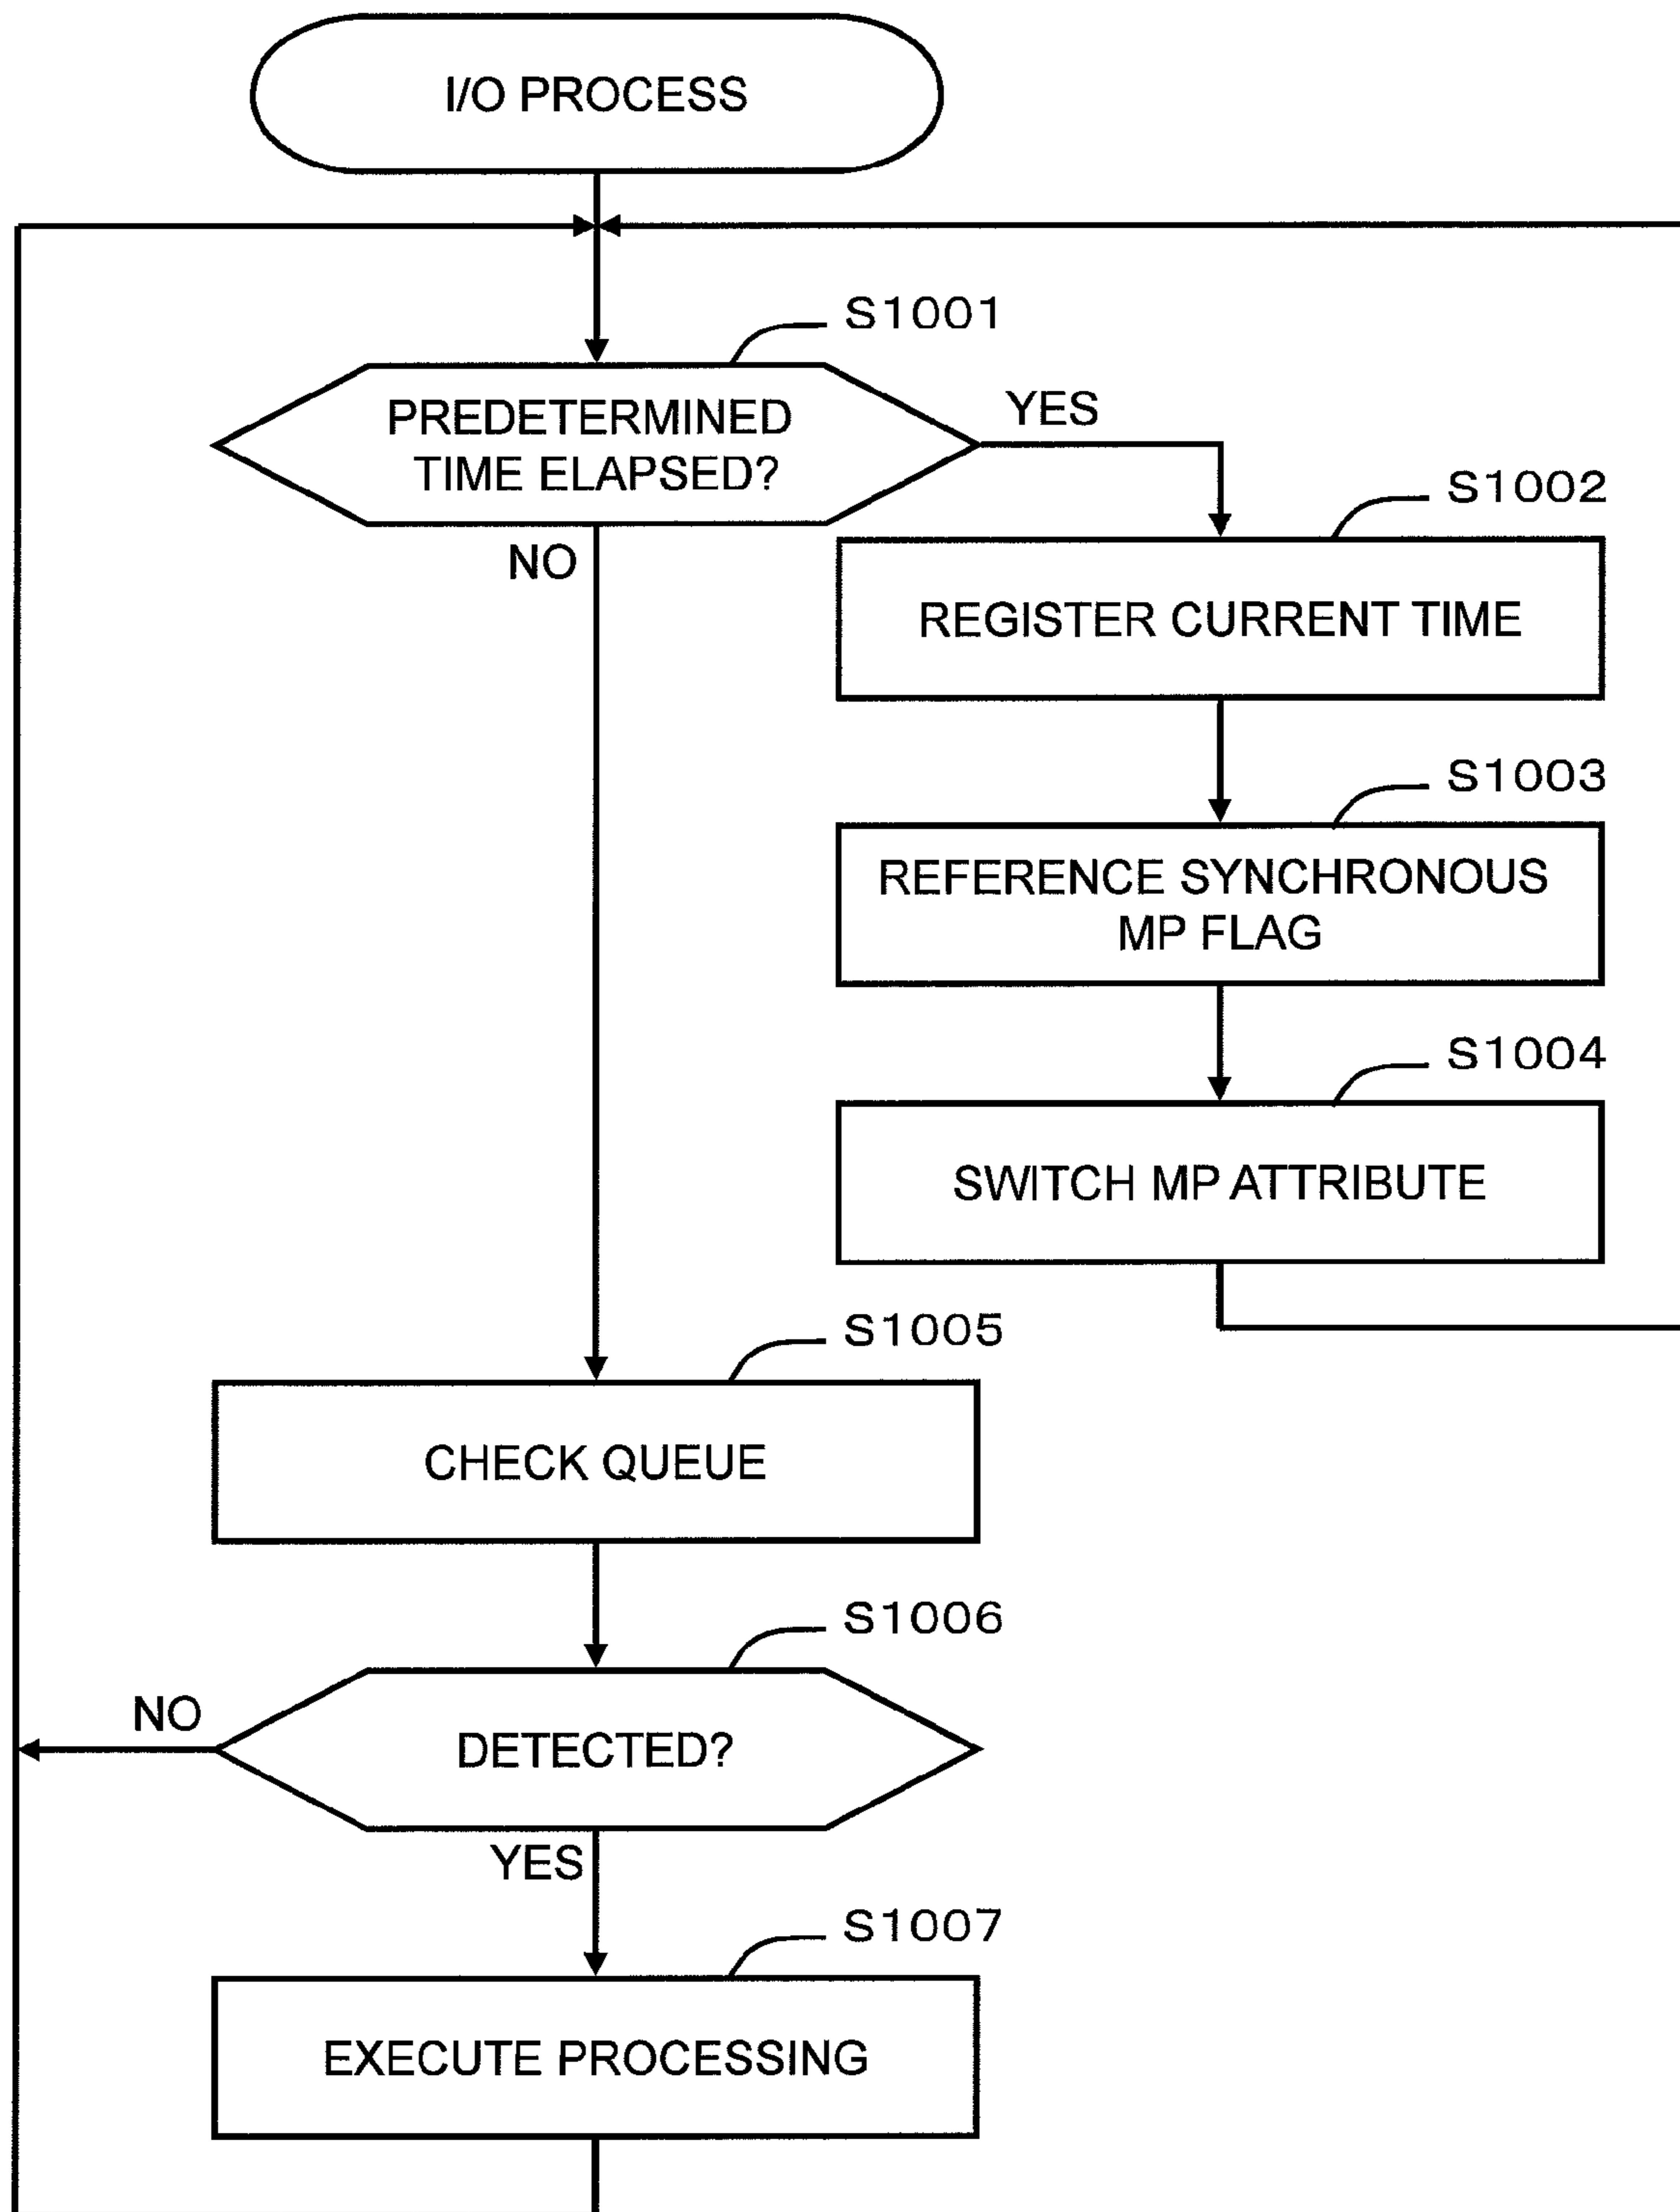 I/O PROCESS
S1001
PREDETERMINED
TIME ELAPSED?
YES
NO
S1002
REGISTER CURRENT TIME
S1003
REFERENCE SYNCHRONOUS
MP FLAG
S1004
SWITCH MP ATTRIBUTE
S1005
CHECK QUEUE
S1006
DETECTED?
NO
YES
S1007
EXECUTE PROCESSING